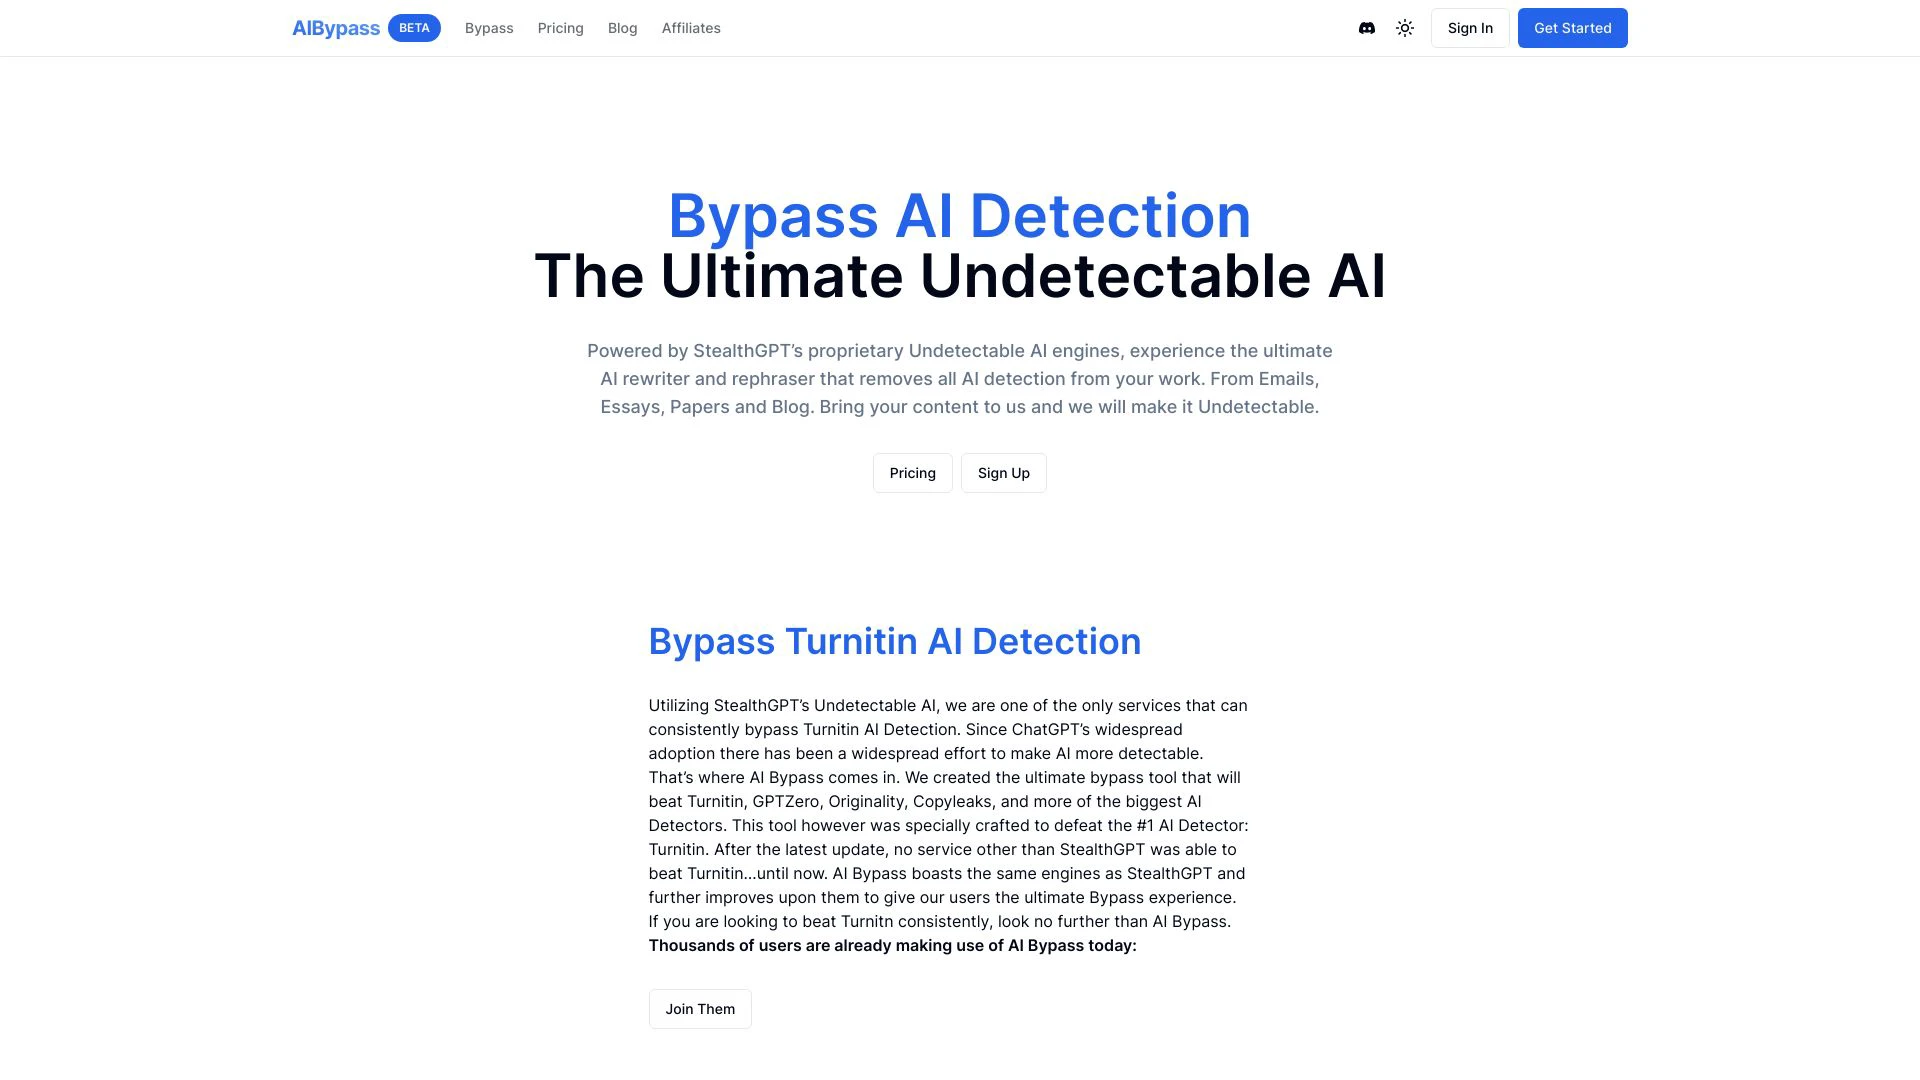 AIBypass BETA Bypass Pricing Blog Affiliates Sign In Get Started
Bypass AI Detection
The Ultimate Undetectable AI
Powered by StealthGPT’s proprietary Undetectable AI engines, experience the ultimate
AI rewriter and rephraser that removes all AI detection from your work. From Emails,
Essays, Papers and Blog. Bring your content to us and we will make it Undetectable.
Pricing Sign Up
Bypass Turnitin AI Detection
Utilizing StealthGPT’s Undetectable AI, we are one of the only services that can
consistently bypass Turnitin AI Detection. Since ChatGPT’s widespread
adoption there has been a widespread effort to make AI more detectable.
That’s where AI Bypass comes in. We created the ultimate bypass tool that will
beat Turnitin, GPTZero, Originality, Copyleaks, and more of the biggest AI
Detectors. This tool however was specially crafted to defeat the #1 AI Detector:
Turnitin. After the latest update, no service other than StealthGPT was able to
beat Turnitin...until now. AI Bypass boasts the same engines as StealthGPT and
further improves upon them to give our users the ultimate Bypass experience.
If you are looking to beat Turnitn consistently, look no further than AI Bypass.
Thousands of users are already making use of AI Bypass today:
Join Them